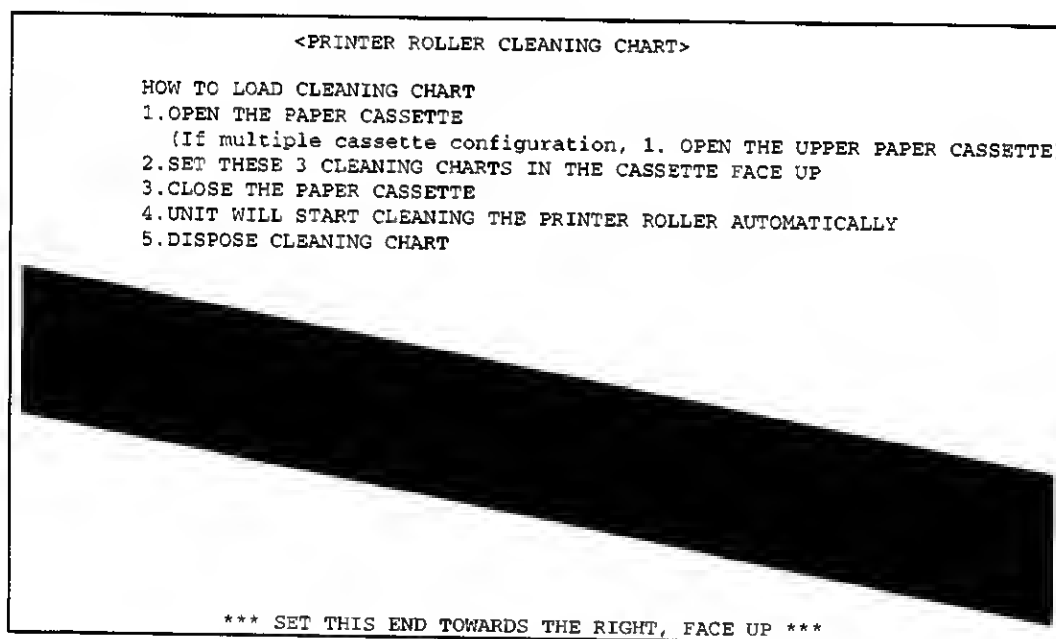 <PRINTER ROLLER CLEANING CHART>
HOW TO LOAD CLEANING CHART
1.OPEN THE PAPER CASSETTE
(If multiple cassette configuration, 1. OPEN THE UPPER PAPER CASSETTE
2.SET THESE 3 CLEANING CHARTS IN THE CASSETTE FACE UP
3.CLOSE THE PAPER CASSETTE
4.UNIT WILL START CLEANING THE PRINTER ROLLER AUTOMATICALLY
5.DISPOSE CLEANING CHART
*** SET THIS END TOWARDS THE RIGHT, FACE UP ***